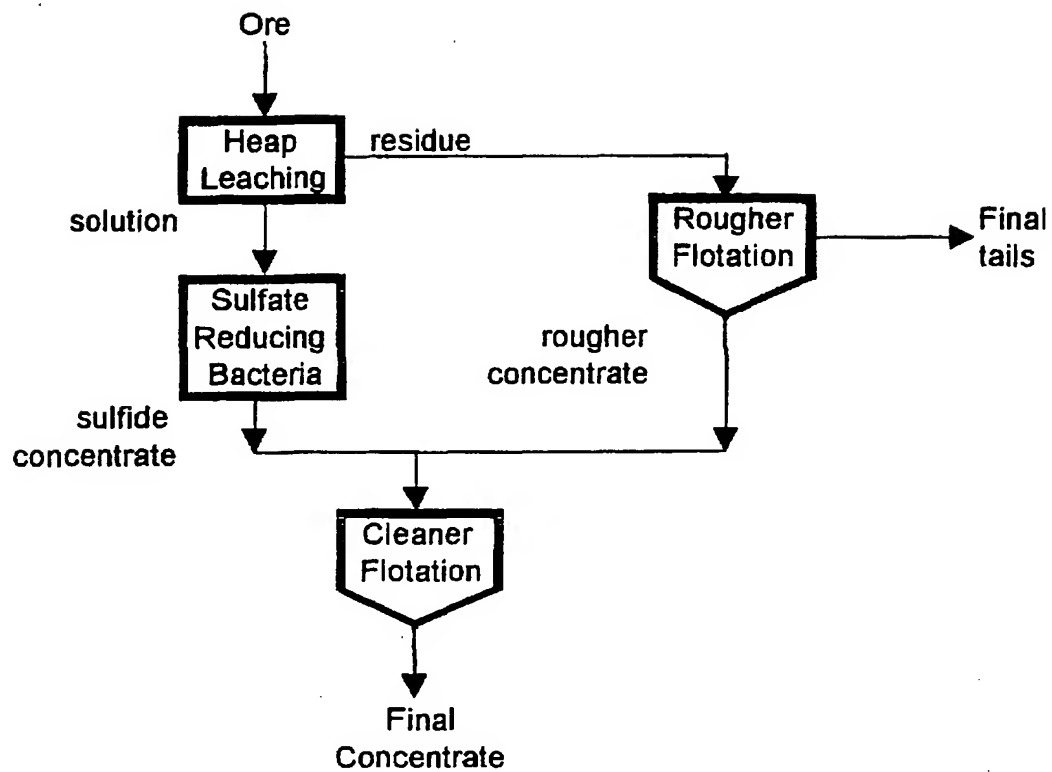 Ore
Heap
Leaching
residue
solution
Rougher
Flotation
Final
tails
Sulfate
Reducing
Bacteria
rougher
concentrate
sulfide
concentrate
Cleaner
Flotation
Final
Concentrate